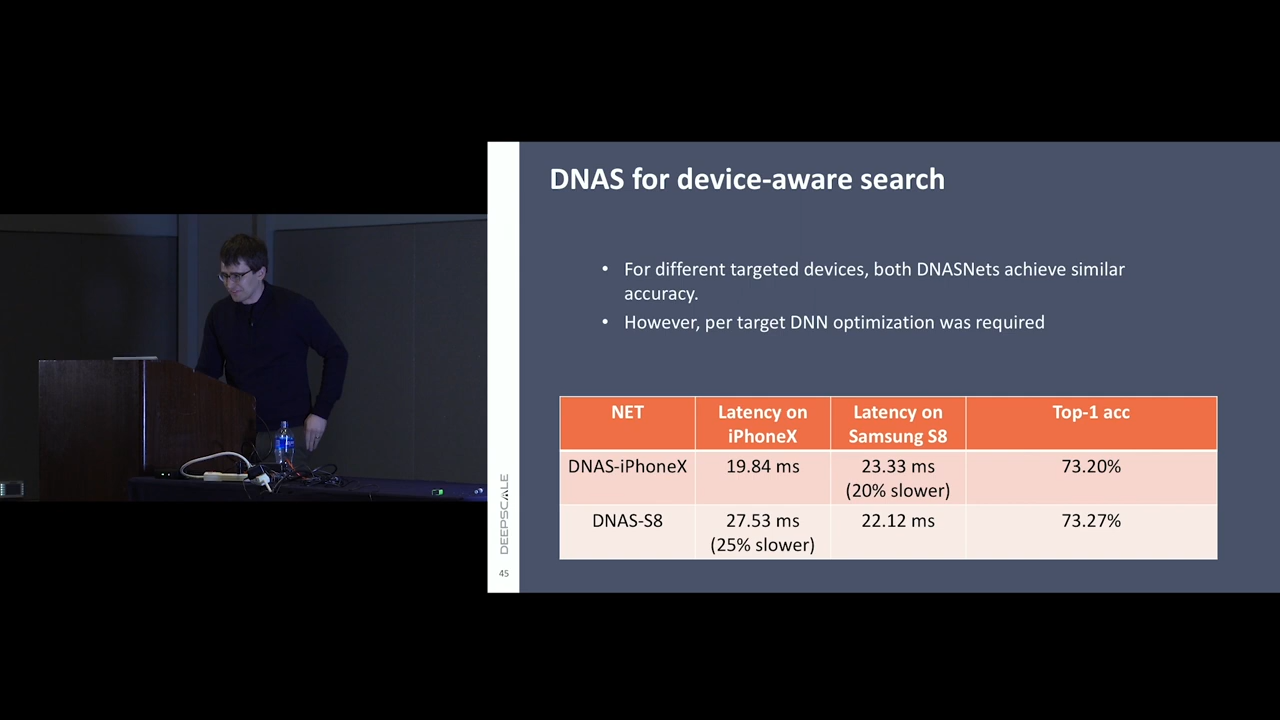 DNAS for device-aware search
• For different targeted devices, both DNASNets achieve similar
accuracy.
• However, per target DNN optimization was required
NET
Latency on
iPhoneX
Latency on
Samsung S8
Top-1 acc
DNAS-iPhoneX
19.84 ms
23.33 ms
(20% slower)
73.20%
DNAS-S8
27.53 ms
(25% slower)
22.12 ms
73.27%
DEEPSCALE
45